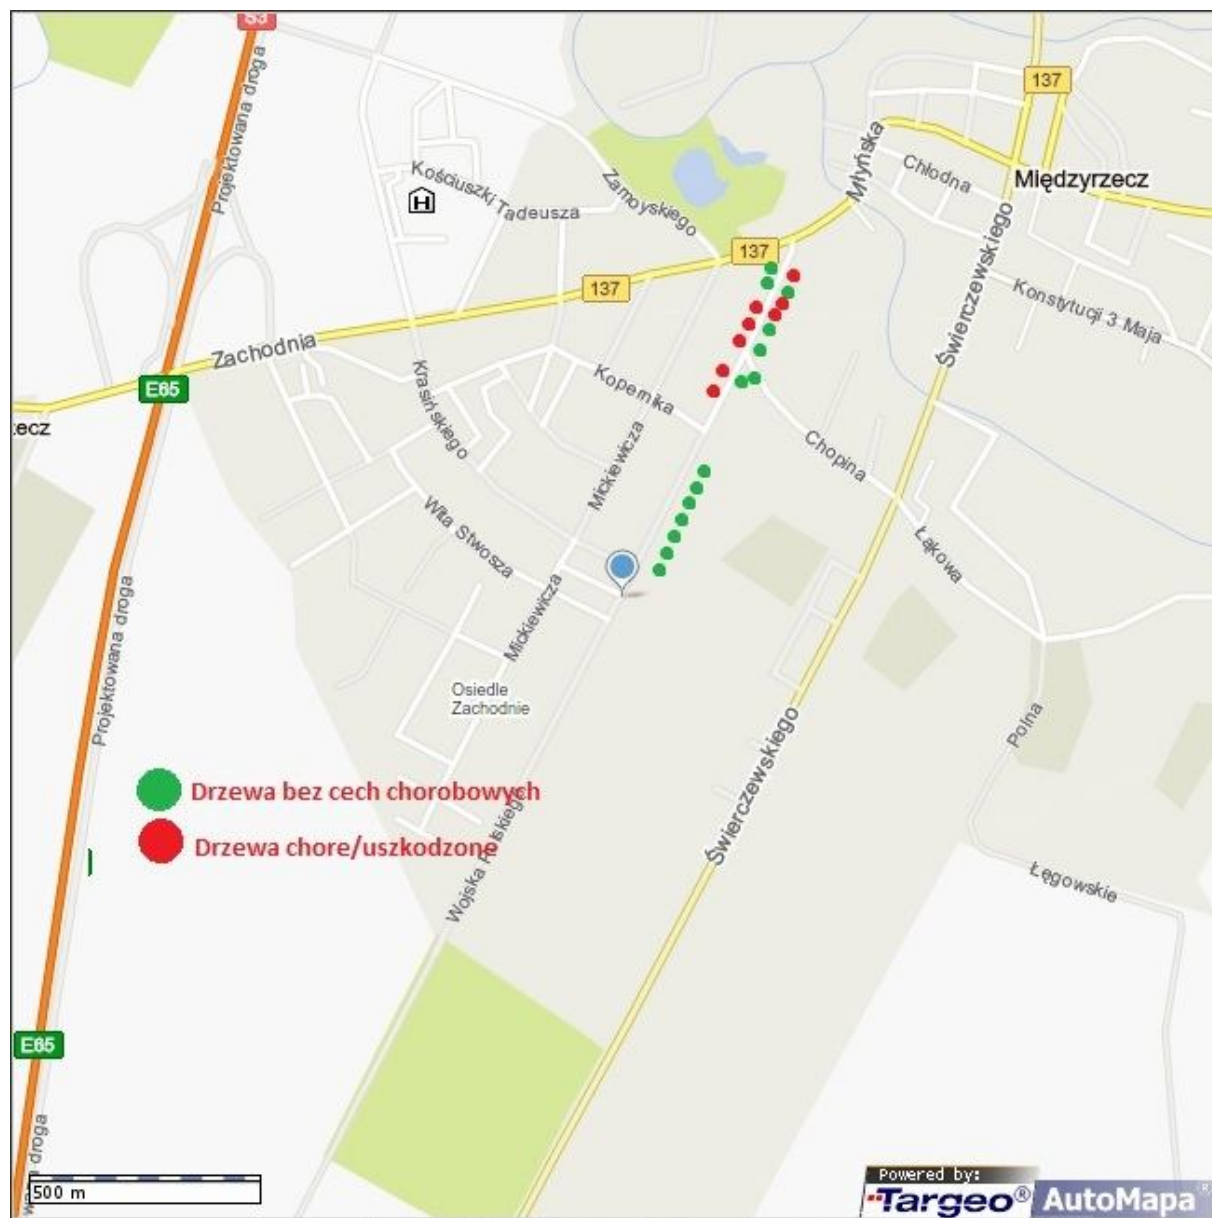 S3
Projektowana droga
137
Młyńska
Chłodna
Międzyrzecz
Kościuszki Tadeusza
H
Zamoyskiego
137
137
Świerczewskiego
Konstytucji 3 Maja
Zachodnia
E65
Krasińskiego
Kopernika
Mickiewicza
Chopina
Wita Stwosza
Łąkowa
Projektowana droga
Mickiewicza
Osiedle
Zachodnie
Polna
Świerczewskiego
Drzewa bez cech chorobowych
Drzewa chore/uszkodzone
Wojska Polskiego
Łęgowskie
E65
droga
500 m
Powered by:
Targeo®
AutoMapa®